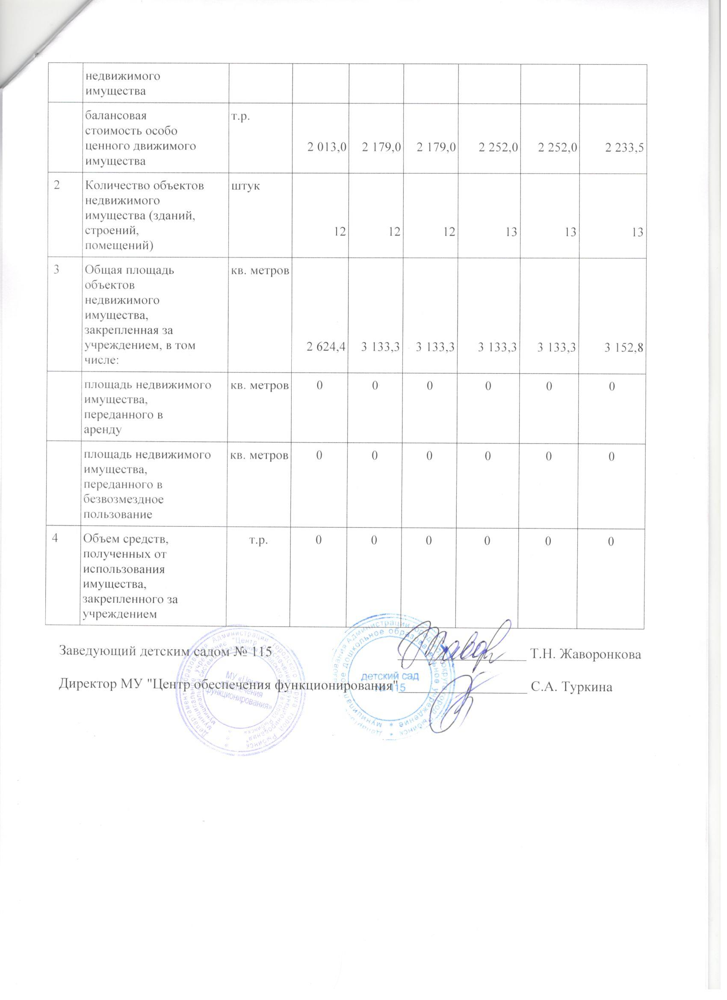 недвижимого
имущества
балансовая т.р.
стоимость особо
ценного движимого 2 013,0 2 179,0 2 179,0 2 252,0 2 252,0 2 233,5
имущества
2 Количество объектов штук
недвижимого
имущества (зданий,
строений, 12 12 12 13 13 13
помещений)
3 Общая площадь кв. метров
объектов
недвижимого
имущества,
закрепленная за
учреждением, в том 2 624,4 3 133,3 3 133,3 3 133,3 3 133,3 3 152,8
числе:
площадь недвижимого кв. метров 0 0 0 0 0 0
имущества,
переданного в
аренду
площадь недвижимого кв. метров 0 0 0 0 0 0
имущества,
переданного в
безвозмездное
пользование
4 Объем средств, т.р. 0 0 0 0 0 0
полученных от
использования
имущества,
закрепленного за
учреждением
Заведующий детским садом № 115 Т.Н. Жаворонкова
Директор МУ "Центр обеспечения функционирования" С.А. Туркина
МУ «Центр
обеспечения
функционирования»
детский сад
№ 115